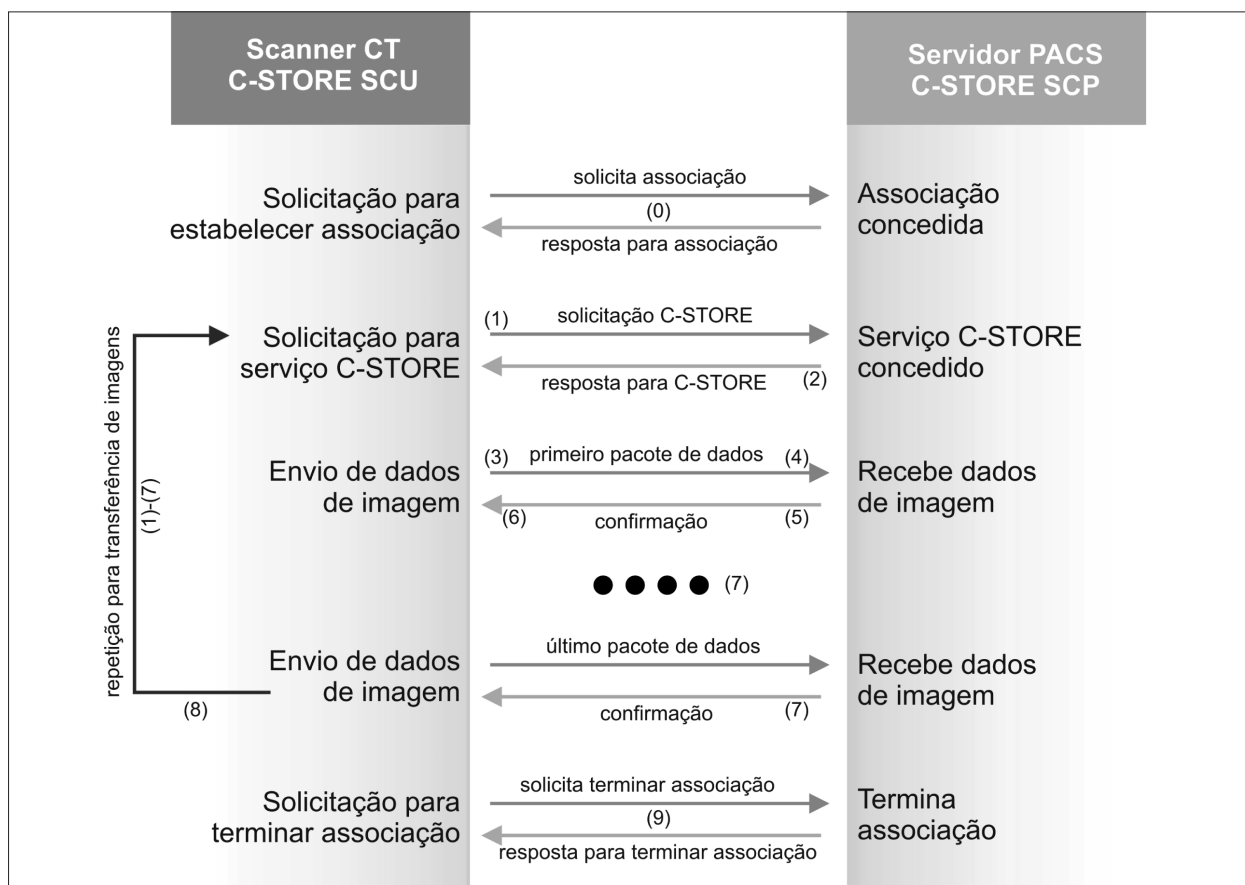 Scanner CT
C-STORE SCU
Servidor PACS
C-STORE SCP
solicita associação
Solicitação para
estabelecer associação
(0)
Associação
concedida
resposta para associação
(1)
solicitação C-STORE
Solicitação para
serviço C-STORE
Serviço C-STORE
concedido
resposta para C-STORE
(2)
(3)
primeiro pacote de dados
(4)
Envio de dados
de imagem
Recebe dados
de imagem
(6)
confirmação
(5)
(7)
último pacote de dados
Envio de dados
de imagem
Recebe dados
de imagem
confirmação
(7)
(8)
repetição para transferência de imagens
(1)-(7)
solicita terminar associação
Solicitação para
terminar associação
(9)
Termina
associação
resposta para terminar associação